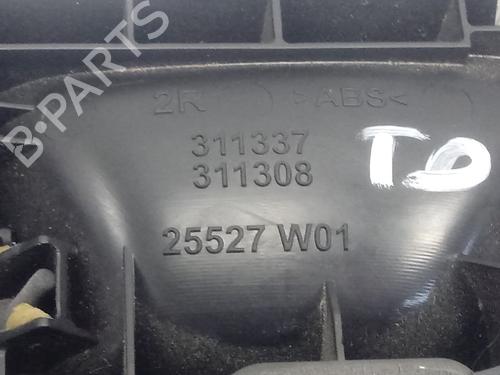 B-PARTS
2R >ABS<
311337
311308
TD
25527 W01